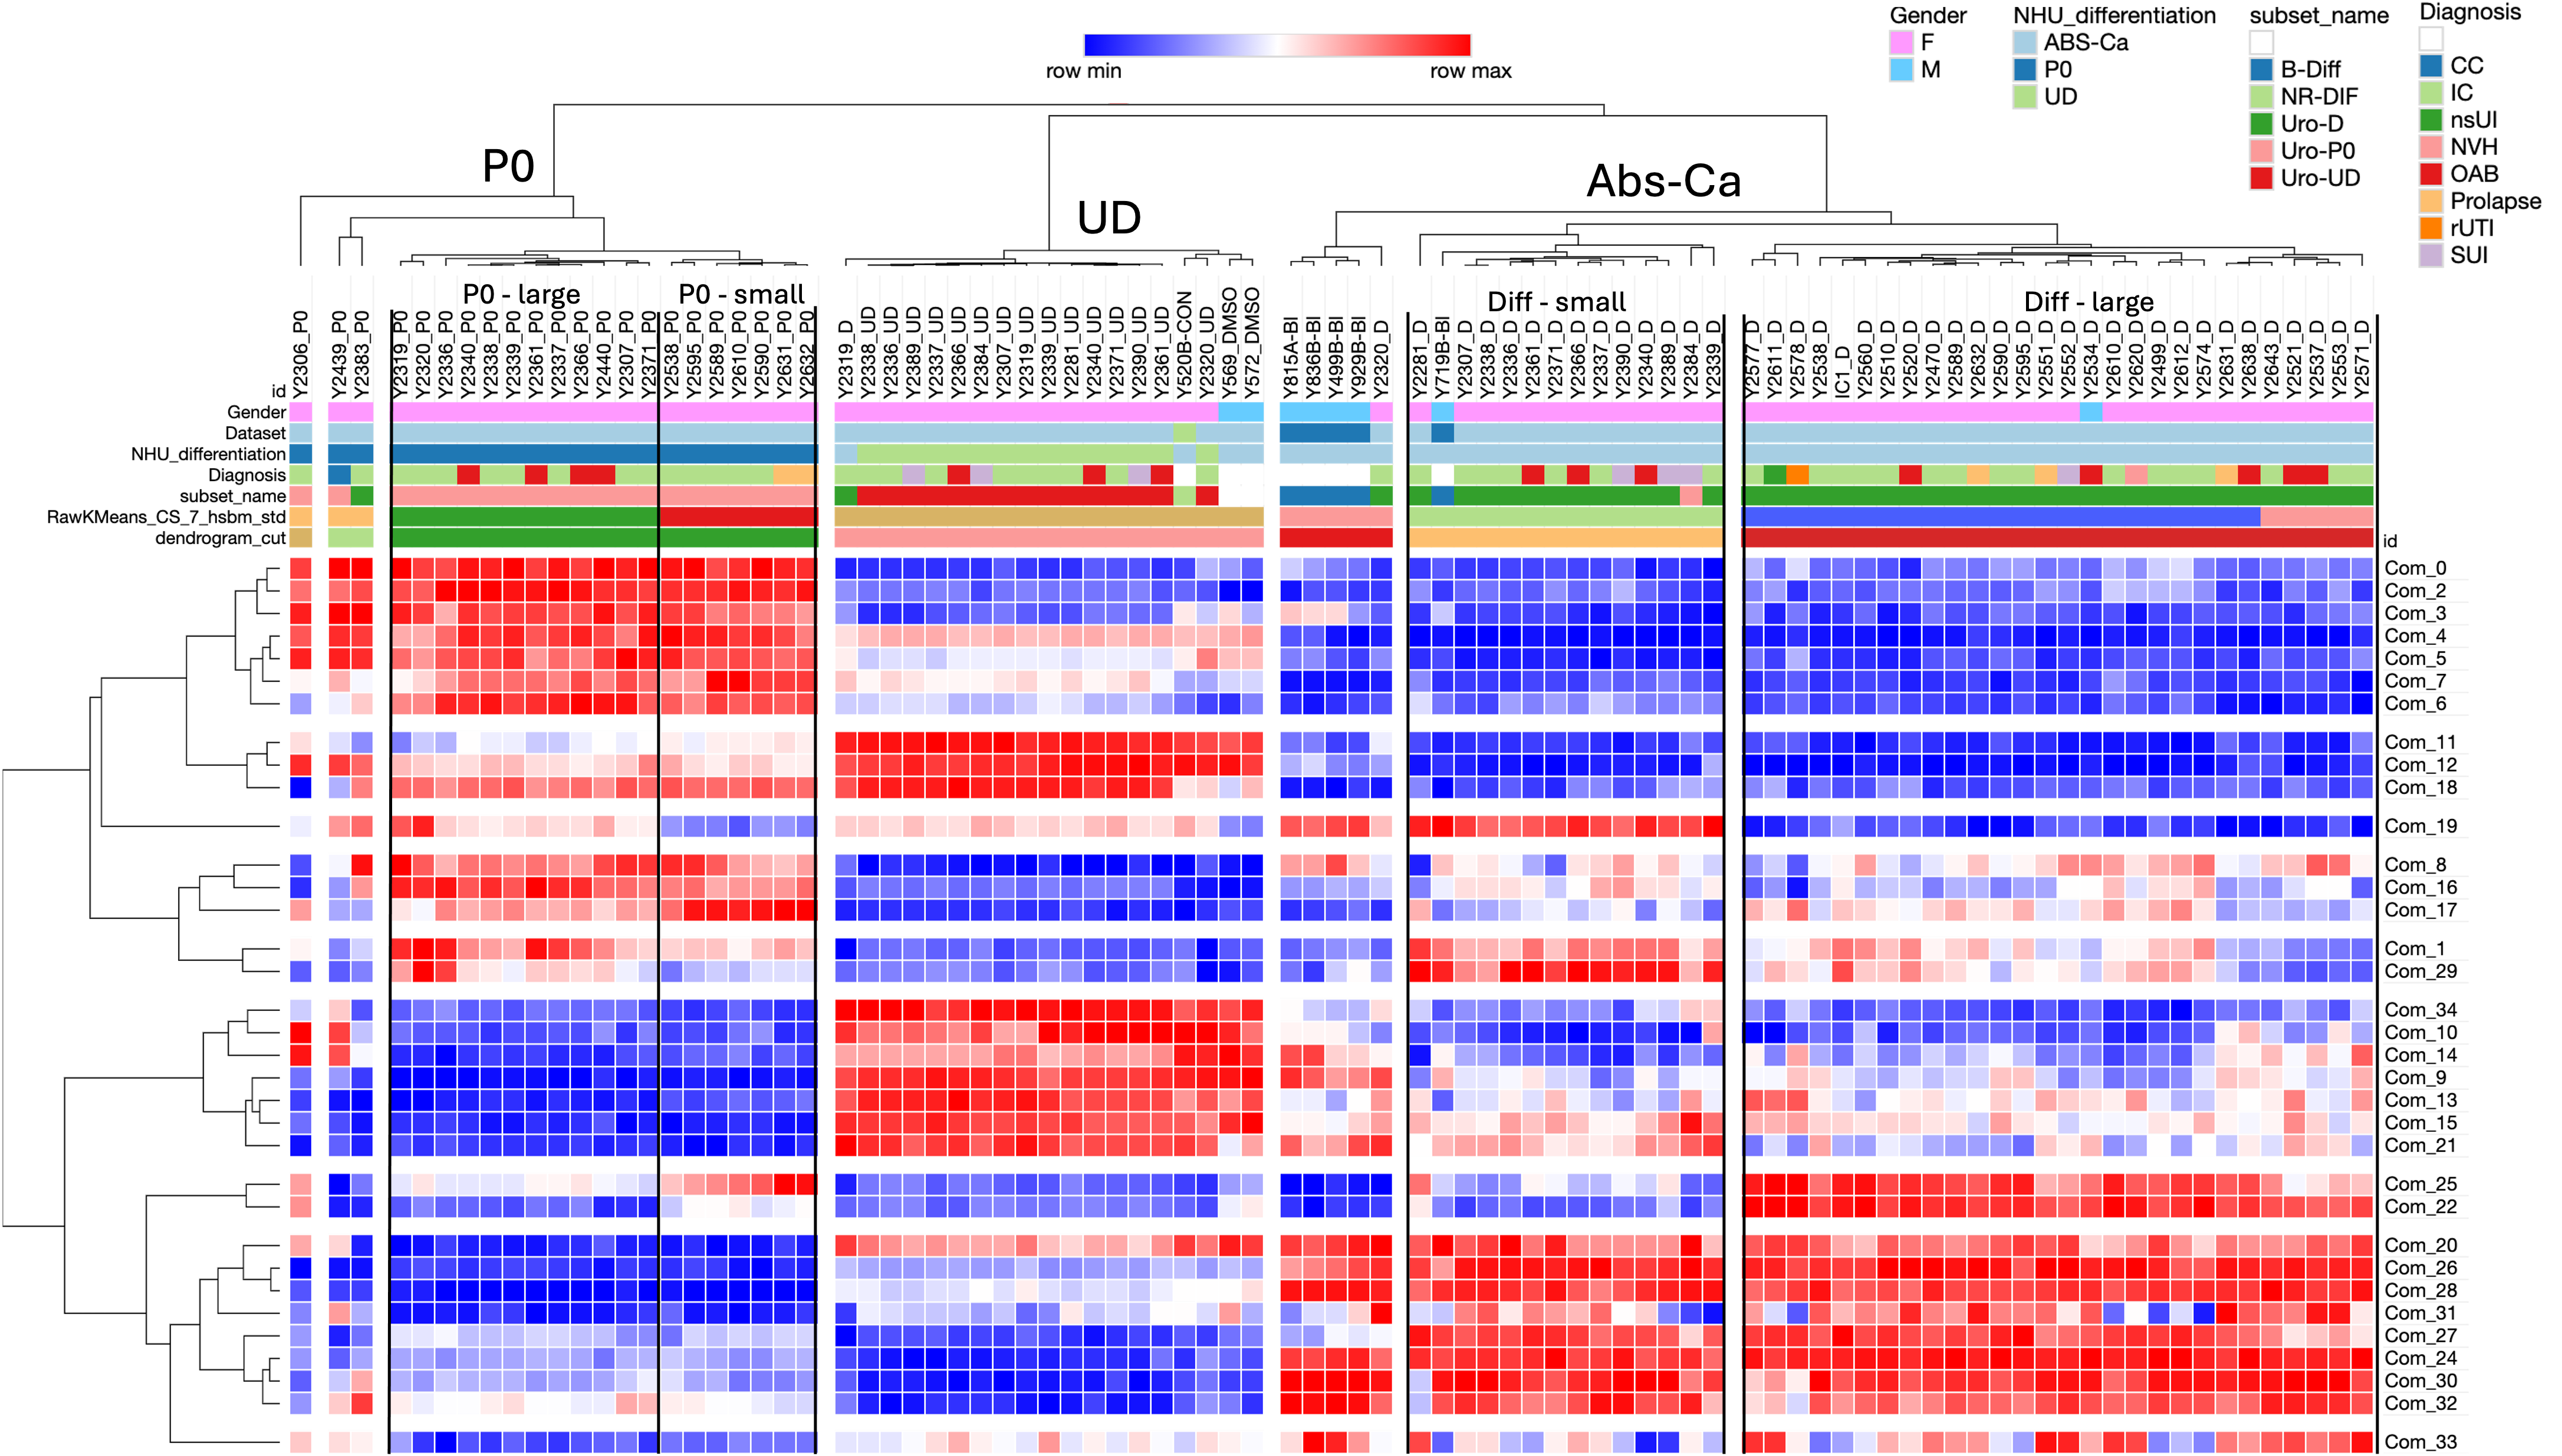 row min
row max
Gender
F
M
NHU_differentiation
ABS-Ca
P0
UD
subset_name
B-Diff
NR-DIF
Uro-D
Uro-P0
Uro-UD
Diagnosis
CC
IC
nsUI
NVH
OAB
Prolapse
rUTI
SUI
P0
UD
Abs-Ca
P0 - large
P0 - small
Diff - small
Diff - large
id
Y2306_P0
Y2439_P0
Y2383_P0
Y2319_P0
Y2320_P0
Y2336_P0
Y2340_P0
Y2338_P0
Y2339_P0
Y2361_P0
Y2337_P0
Y2366_P0
Y2440_P0
Y2307_P0
Y2371_P0
Y2538_P0
Y2595_P0
Y2589_P0
Y2610_P0
Y2590_P0
Y2631_P0
Y2632_P0
Y2319_D
Y2338_UD
Y2336_UD
Y2389_UD
Y2337_UD
Y2366_UD
Y2384_UD
Y2307_UD
Y2319_UD
Y2339_UD
Y2281_UD
Y2340_UD
Y2371_UD
Y2390_UD
Y2361_UD
Y520B-CON
Y2320_UD
Y569_DMSO
Y572_DMSO
Y815A-BI
Y836B-BI
Y499B-BI
Y929B-BI
Y2320_D
Y2281_D
Y719B-BI
Y2307_D
Y2338_D
Y2336_D
Y2361_D
Y2371_D
Y2366_D
Y2337_D
Y2390_D
Y2340_D
Y2389_D
Y2384_D
Y2339_D
Y2577_D
Y2611_D
Y2578_D
Y2538_D
IC1_D
Y2560_D
Y2510_D
Y2520_D
Y2470_D
Y2589_D
Y2632_D
Y2590_D
Y2595_D
Y2551_D
Y2552_D
Y2534_D
Y2610_D
Y2620_D
Y2499_D
Y2612_D
Y2574_D
Y2631_D
Y2638_D
Y2643_D
Y2521_D
Y2537_D
Y2553_D
Y2571_D
Gender
Dataset
NHU_differentiation
Diagnosis
subset_name
RawKMeans_CS_7_hsbm_std
dendrogram_cut
id
Com_0
Com_2
Com_3
Com_4
Com_5
Com_7
Com_6
Com_11
Com_12
Com_18
Com_19
Com_8
Com_16
Com_17
Com_1
Com_29
Com_34
Com_10
Com_14
Com_9
Com_13
Com_15
Com_21
Com_25
Com_22
Com_20
Com_26
Com_28
Com_31
Com_27
Com_24
Com_30
Com_32
Com_33